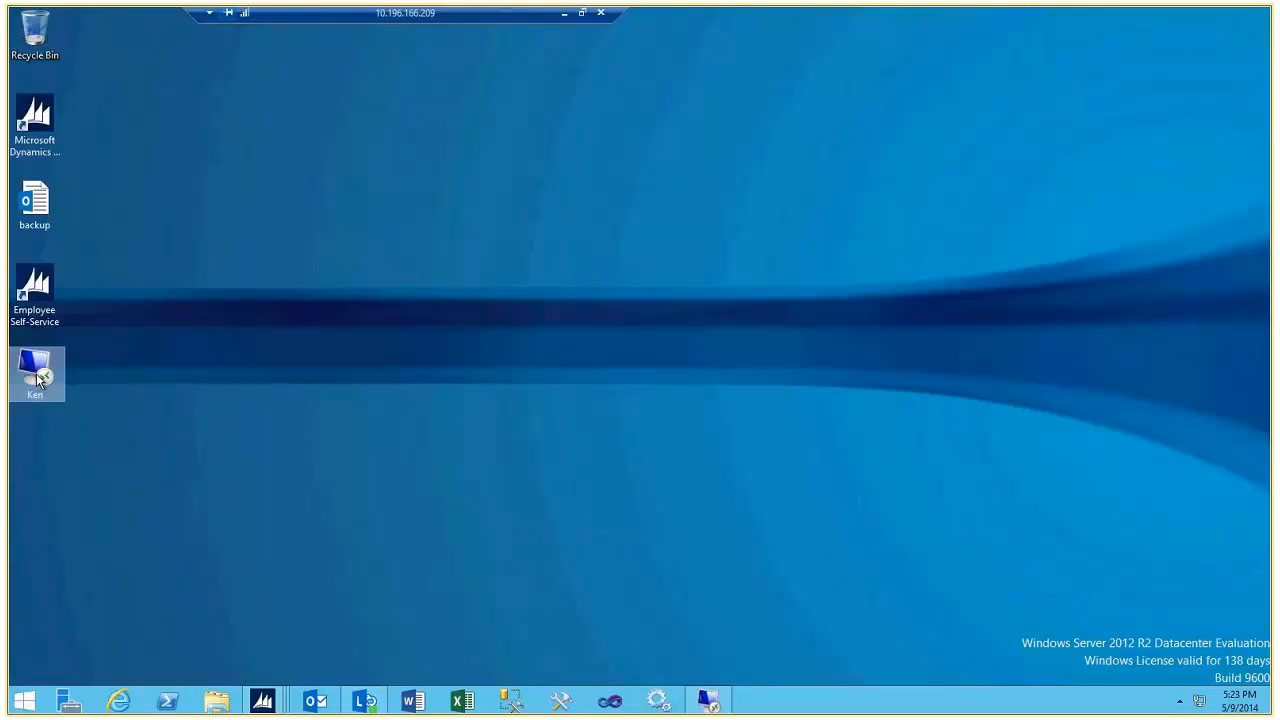 10.196.166.209
Recycle Bin
Microsoft
Dynamics ...
backup
Employee
Self-Service
Ken
Windows Server 2012 R2 Datacenter Evaluation
Windows License valid for 138 days
Build 9600
5:23 PM
5/9/2014